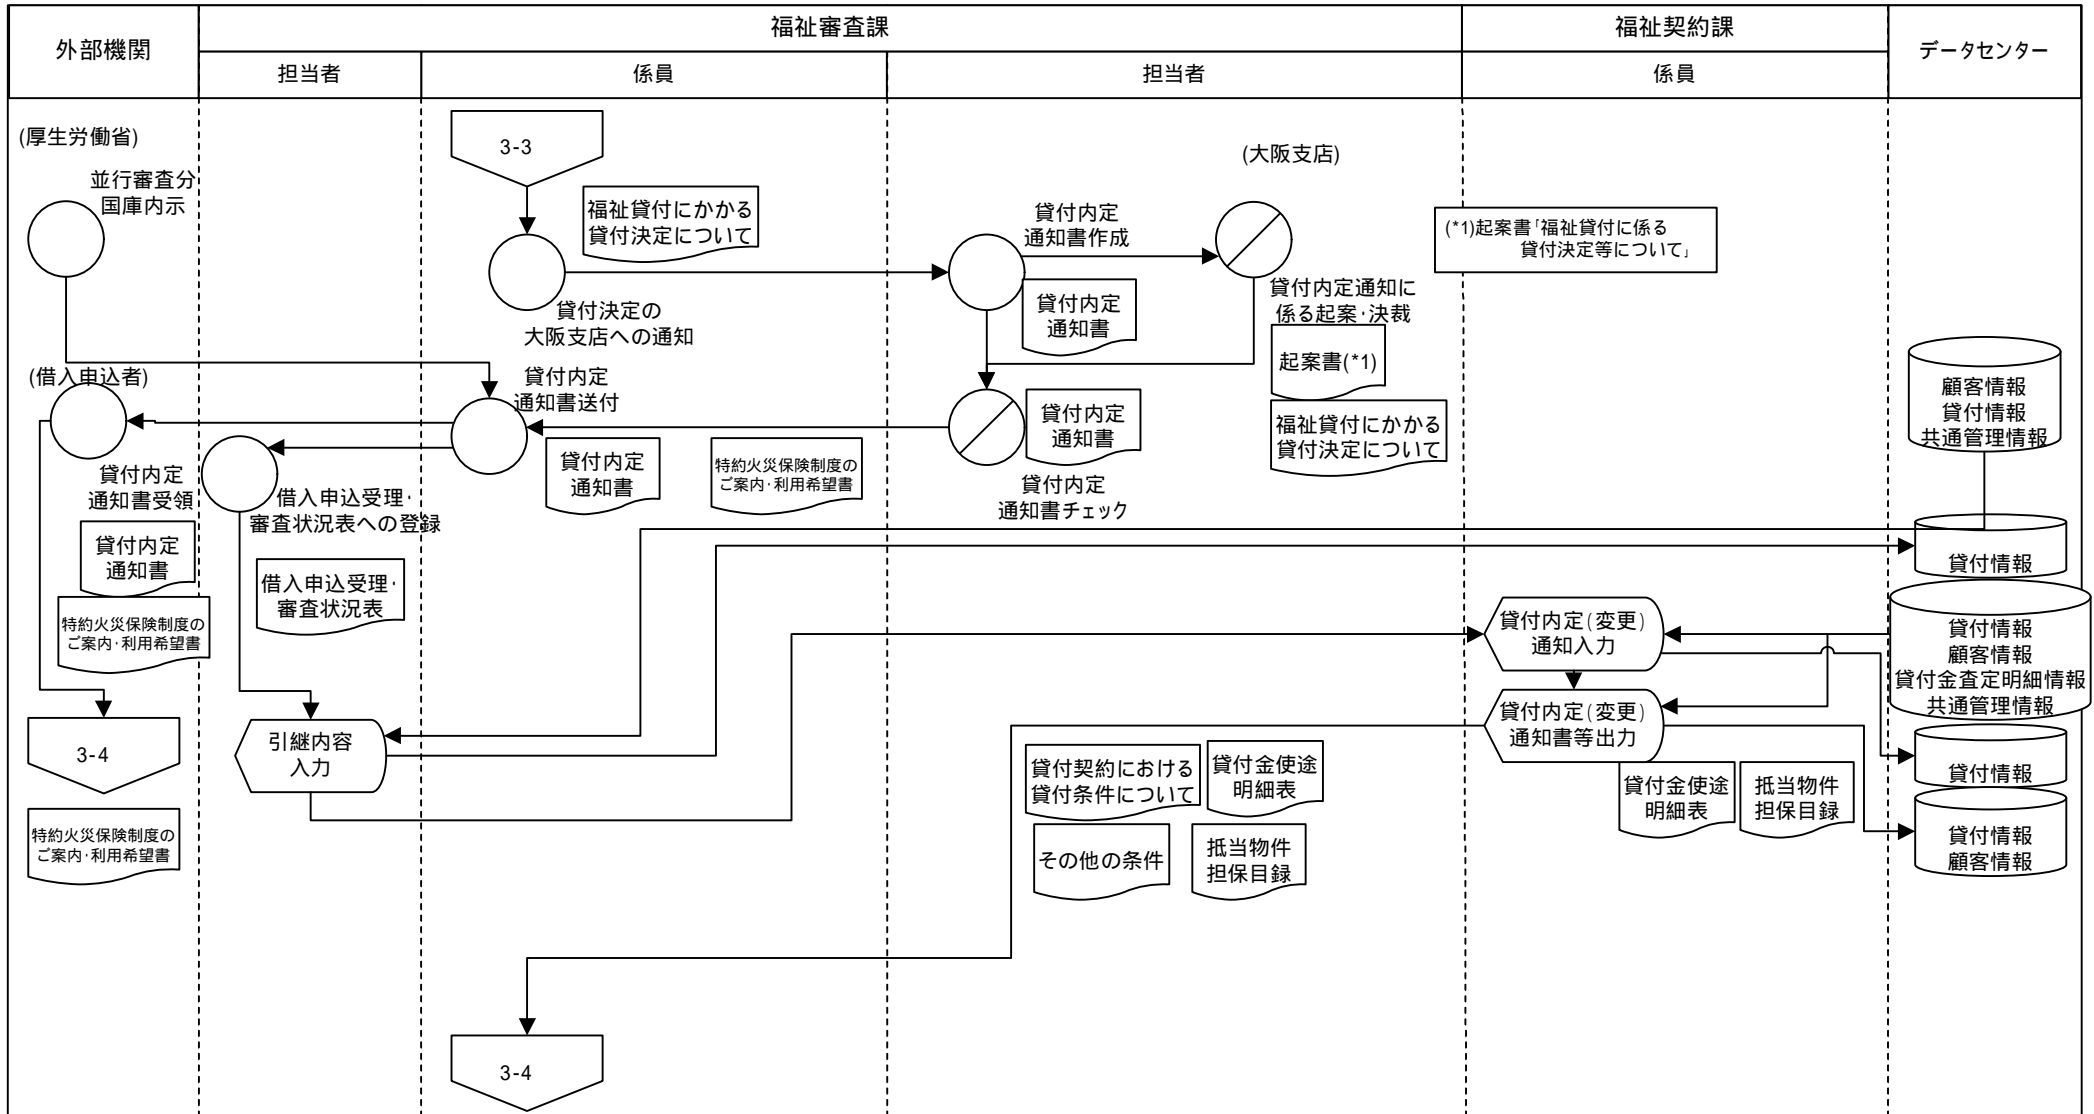 外部機関
福祉審査課
福祉契約課
データセンター
担当者
係員
担当者
係員
(厚生労働省)
並行審査分
国庫内示
3-3
福祉貸付にかかる
貸付決定について
貸付決定の
大阪支店への通知
貸付内定
通知書作成
貸付内定
通知書
(大阪支店)
貸付内定通知に
係る起案・決裁
起案書(*1)
福祉貸付にかかる
貸付決定について
(*1)起案書「福祉貸付に係る
貸付決定等について」
(借入申込者)
貸付内定
通知書受領
貸付内定
通知書
特約火災保険制度の
ご案内・利用希望書
3-4
特約火災保険制度の
ご案内・利用希望書
貸付内定
通知書送付
貸付内定
通知書
特約火災保険制度の
ご案内・利用希望書
貸付内定
通知書
貸付内定
通知書チェック
借入申込受理・
審査状況表への登録
借入申込受理・
審査状況表
引継内容
入力
顧客情報
貸付情報
共通管理情報
貸付情報
貸付内定(変更)
通知入力
貸付内定(変更)
通知書等出力
貸付情報
顧客情報
貸付金査定明細情報
共通管理情報
貸付情報
貸付情報
顧客情報
貸付契約における
貸付条件について
貸付金使途
明細表
その他の条件
抵当物件
担保目録
貸付金使途
明細表
抵当物件
担保目録
3-4